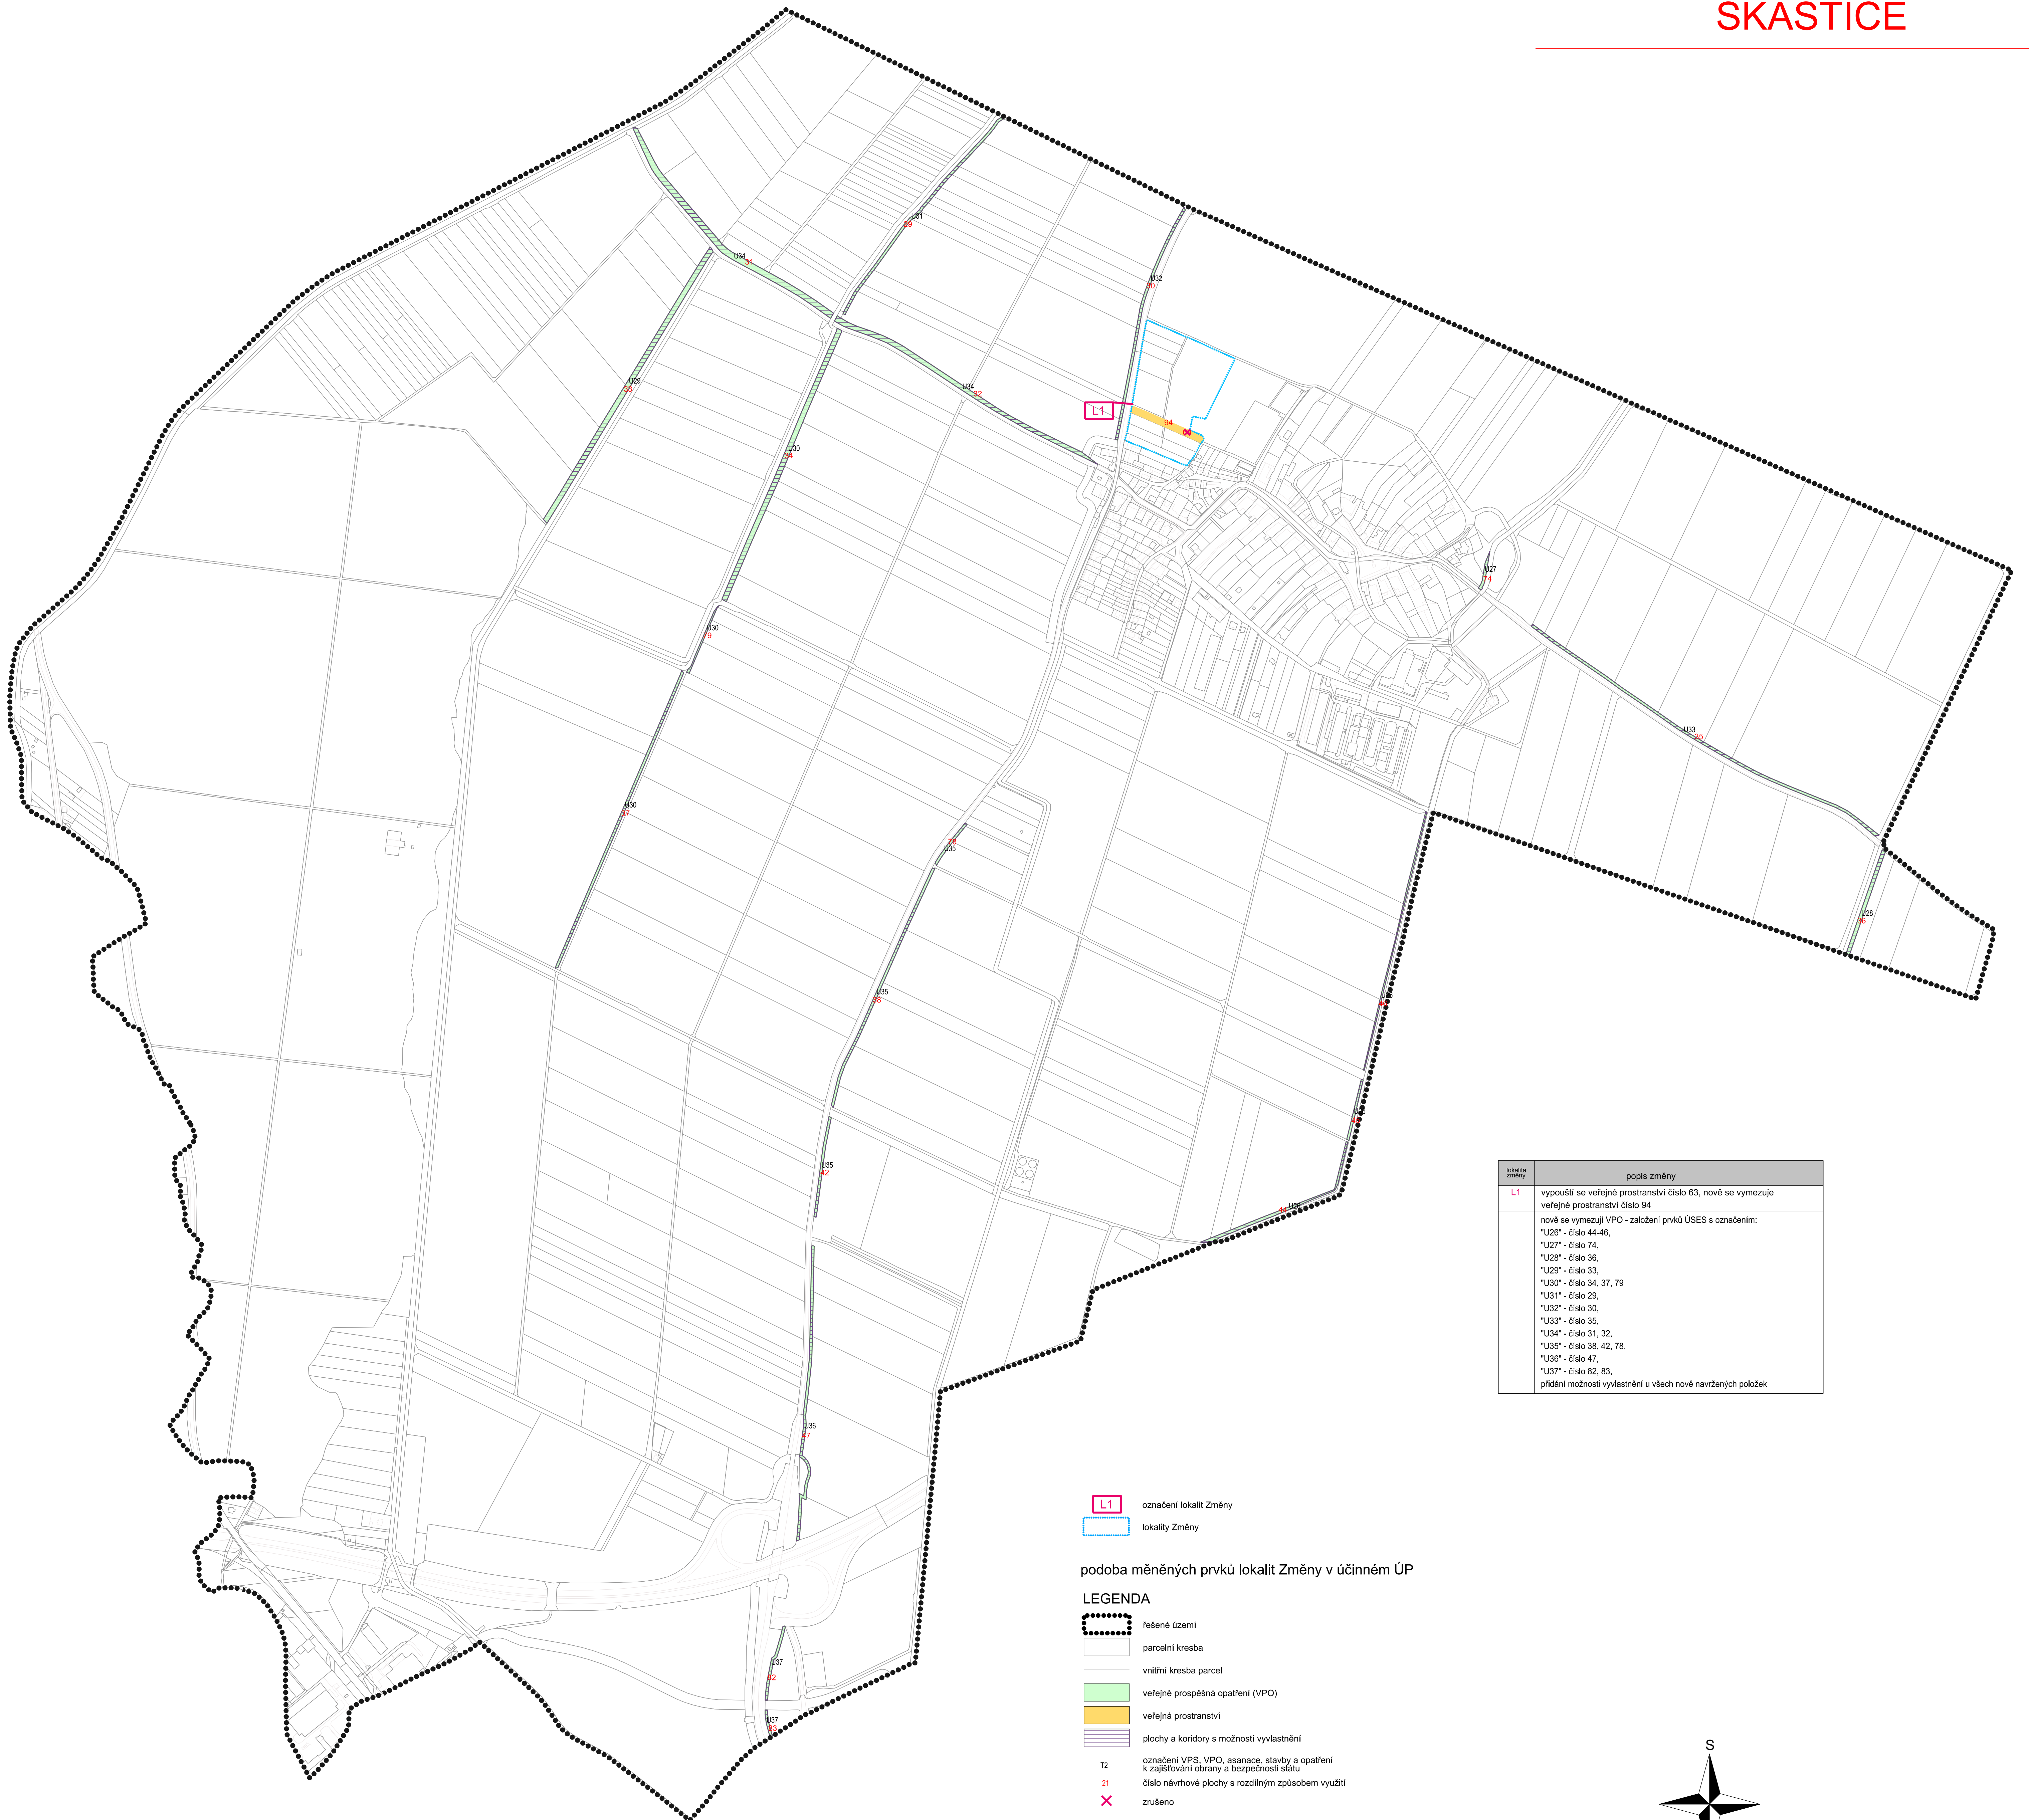 SKASTICE
U31
29
U34
31
U32
30
U29
33
U34
32
L1
94
U30
34
U27
74
U30
79
U33
35
U30
37
78
U35
U28
36
U35
38
U35
42
44
U26
U36
47
U37
82
U37
83
lokalita změny
popis změny
L1
vypouští se veřejné prostranství číslo 63, nově se vymezuje
veřejné prostranství číslo 94
nově se vymezují VPO - založení prvků ÚSES s označením:
"U26" - číslo 44-46,
"U27" - číslo 74,
"U28" - číslo 36,
"U29" - číslo 33,
"U30" - číslo 34, 37, 79
"U31" - číslo 29,
"U32" - číslo 30,
"U33" - číslo 35,
"U34" - číslo 31, 32,
"U35" - číslo 38, 42, 78,
"U36" - číslo 47,
"U37" - číslo 82, 83,
přidání možnosti vyvlastnění u všech nově navržených položek
L1
označení lokalit Změny
lokality Změny
podoba měněných prvků lokalit Změny v účinném ÚP
LEGENDA
řešené území
parcelní kresba
vnitřní kresba parcel
veřejně prospěšná opatření (VPO)
veřejná prostranství
plochy a koridory s možností vyvlastnění
T2
označení VPS, VPO, asanace, stavby a opatření
k zajišťování obrany a bezpečnosti státu
21
číslo návrhové plochy s rozdílným způsobem využití
zrušeno
S